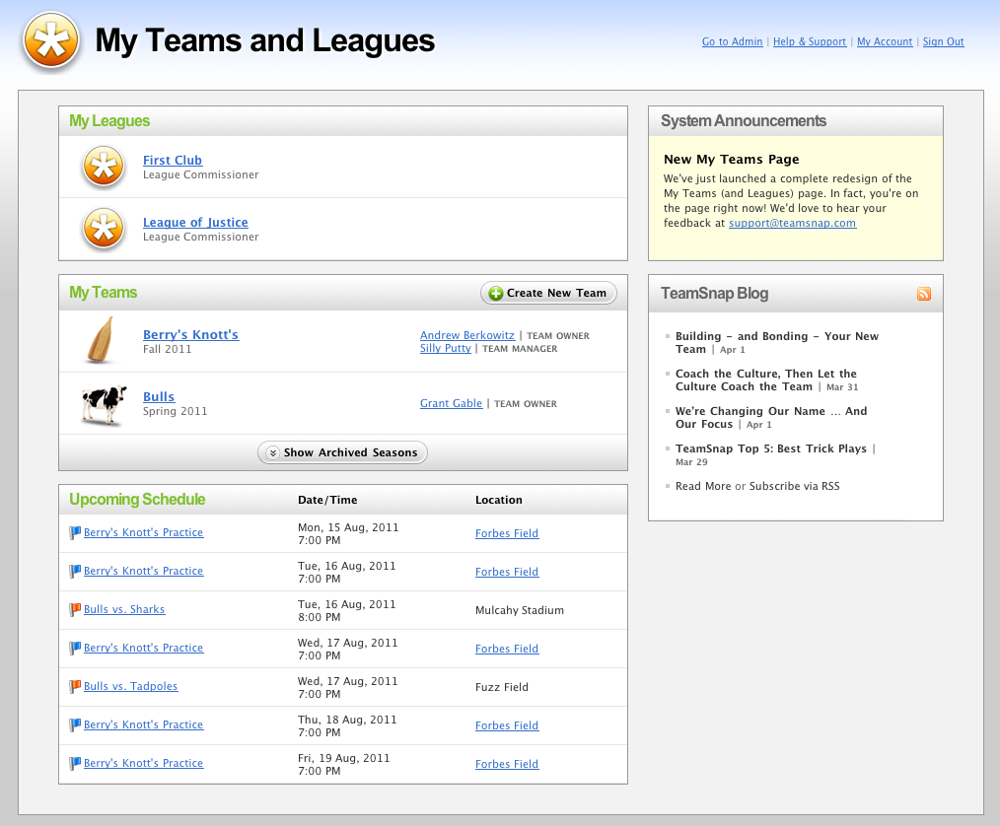 My Teams and Leagues
Go to Admin | Help & Support | My Account | Sign Out
My Leagues
First Club
League Commissioner
League of Justice
League Commissioner
System Announcements
New My Teams Page
We've just launched a complete redesign of the
My Teams (and Leagues) page. In fact, you're on
the page right now! We'd love to hear your
feedback at support@teamsnap.com
My Teams
Create New Team
Berry's Knott's
Fall 2011
Andrew Berkowitz | TEAM OWNER
Silly Putty | TEAM MANAGER
Bulls
Spring 2011
Grant Gable | TEAM OWNER
Show Archived Seasons
TeamSnap Blog
Building – and Bonding – Your New
Team | Apr 1
Coach the Culture, Then Let the
Culture Coach the Team | Mar 31
We're Changing Our Name … And
Our Focus | Apr 1
TeamSnap Top 5: Best Trick Plays |
Mar 29
Read More or Subscribe via RSS
Upcoming Schedule Date/Time Location
Berry's Knott's Practice Mon, 15 Aug, 2011 Forbes Field
7:00 PM
Berry's Knott's Practice Tue, 16 Aug, 2011 Forbes Field
7:00 PM
Bulls vs. Sharks Tue, 16 Aug, 2011 Mulcahy Stadium
8:00 PM
Berry's Knott's Practice Wed, 17 Aug, 2011 Forbes Field
7:00 PM
Bulls vs. Tadpoles Wed, 17 Aug, 2011 Fuzz Field
7:00 PM
Berry's Knott's Practice Thu, 18 Aug, 2011 Forbes Field
7:00 PM
Berry's Knott's Practice Fri, 19 Aug, 2011 Forbes Field
7:00 PM